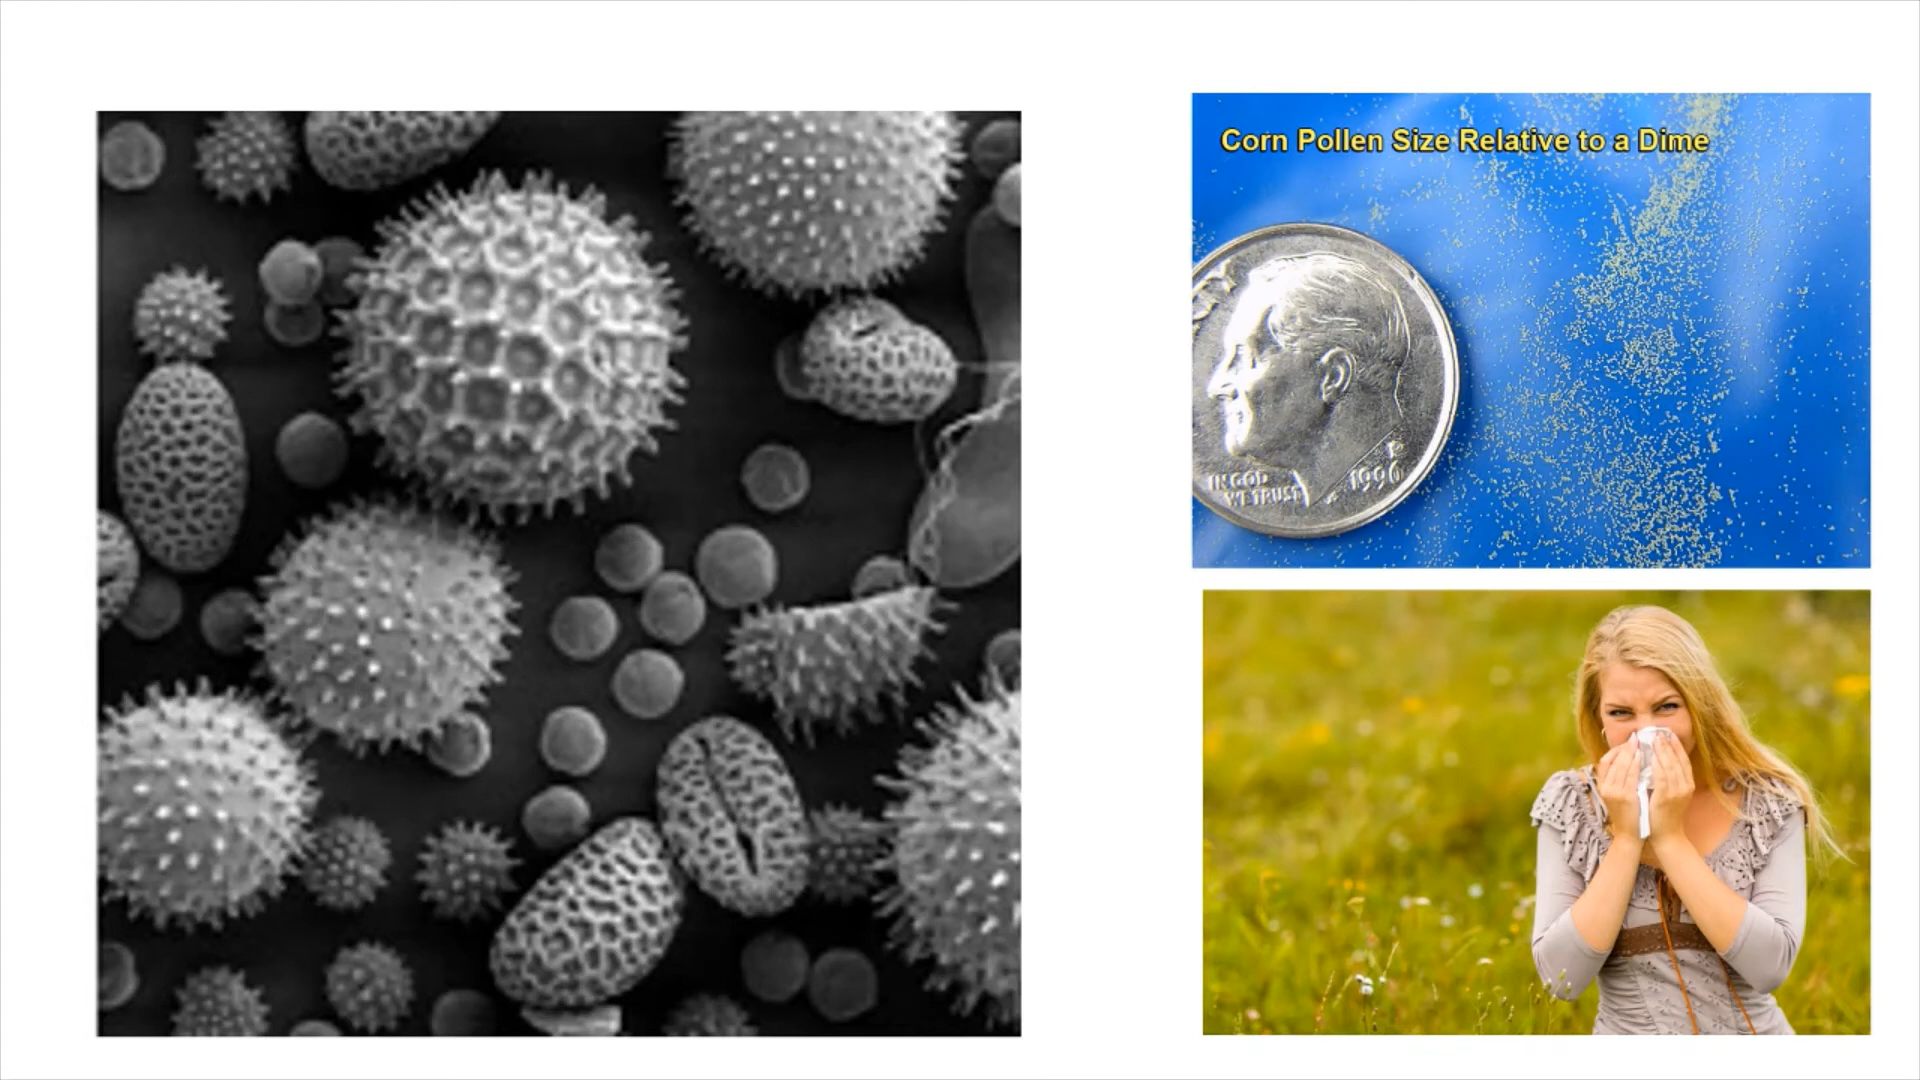 Corn Pollen Size Relative to a Dime
IN GOD
WE TRUST
P
1996